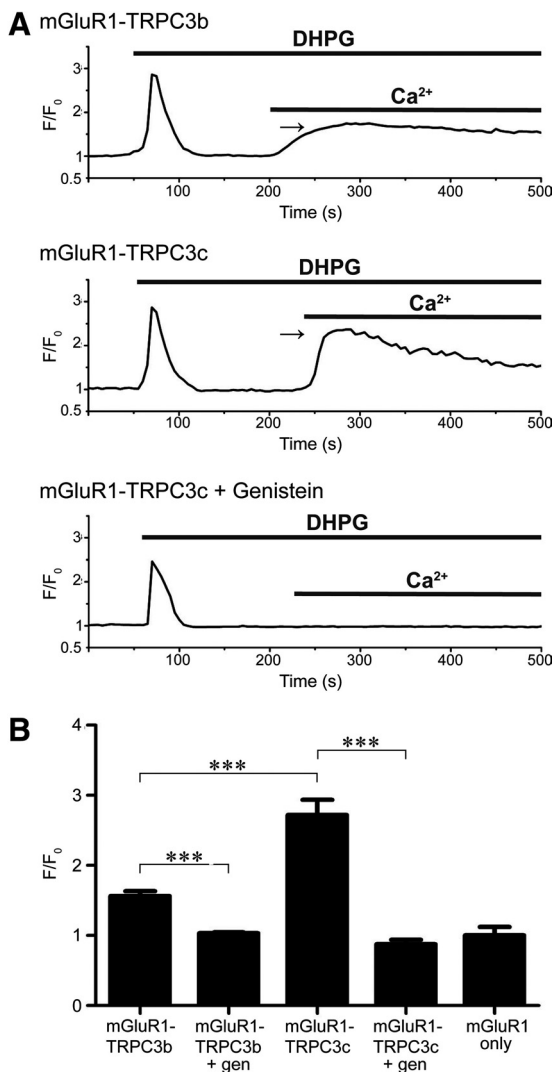 A
mGluR1-TRPC3b
DHPG
Ca²⁺
→
F/F₀
3
2
1
0.5
100
200
300
400
500
Time (s)
mGluR1-TRPC3c
DHPG
Ca²⁺
→
F/F₀
3
2
1
0.5
100
200
300
400
500
Time (s)
mGluR1-TRPC3c + Genistein
DHPG
Ca²⁺
F/F₀
3
2
1
0.5
100
200
300
400
500
Time (s)
B
F/F₀
4
3
2
1
0
***
***
***
mGluR1-
TRPC3b
mGluR1-
TRPC3b
+ gen
mGluR1-
TRPC3c
mGluR1-
TRPC3c
+ gen
mGluR1
only